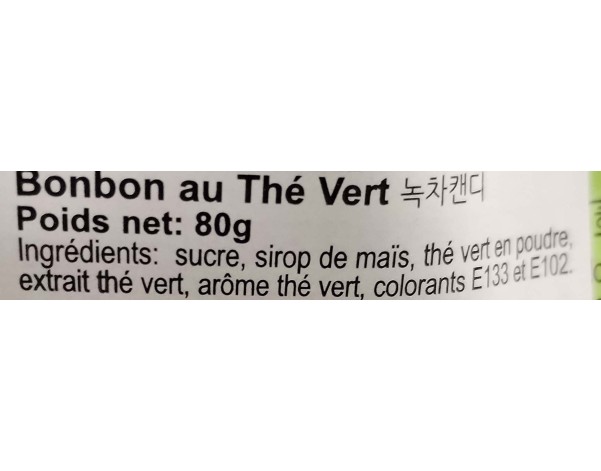 Bonbon au Thé Vert 녹차캔디
Poids net: 80g
Ingrédients: sucre, sirop de maïs, thé vert en poudre,
extrait thé vert, arôme thé vert, colorants E133 et E102.